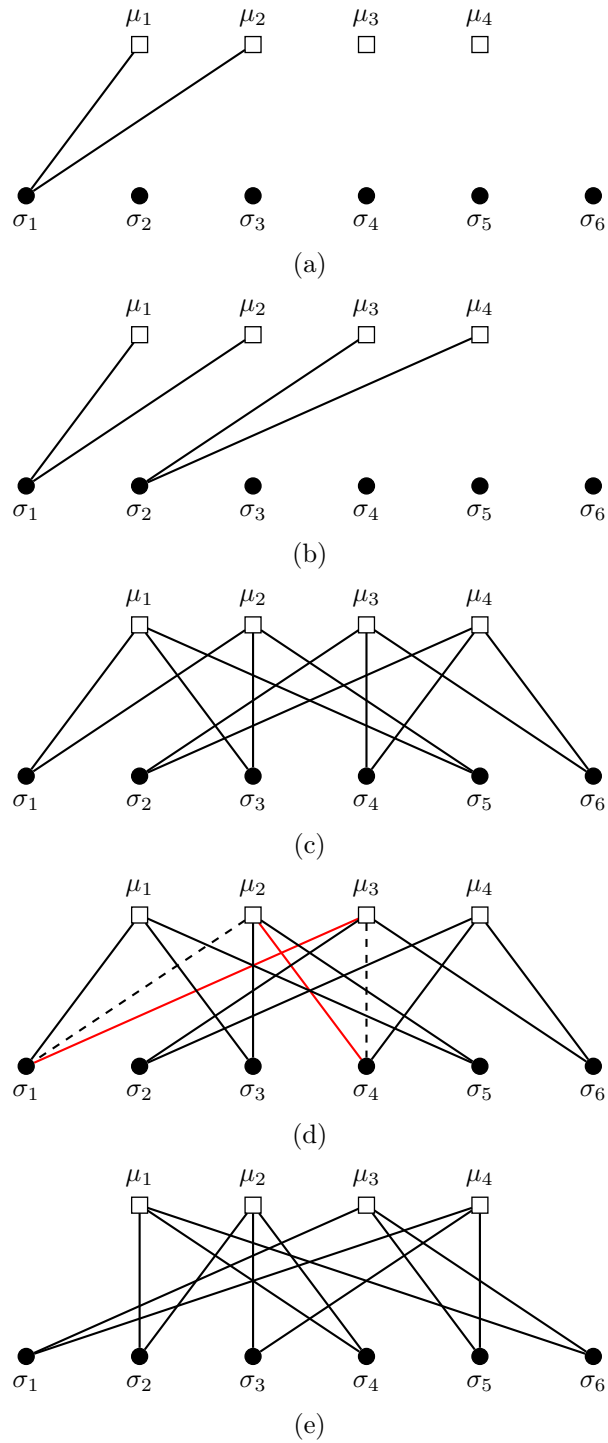 μ₁ μ₂ μ₃ μ₄
σ₁ σ₂ σ₃ σ₄ σ₅ σ₆
(a)
μ₁ μ₂ μ₃ μ₄
σ₁ σ₂ σ₃ σ₄ σ₅ σ₆
(b)
μ₁ μ₂ μ₃ μ₄
σ₁ σ₂ σ₃ σ₄ σ₅ σ₆
(c)
μ₁ μ₂ μ₃ μ₄
σ₁ σ₂ σ₃ σ₄ σ₅ σ₆
(d)
μ₁ μ₂ μ₃ μ₄
σ₁ σ₂ σ₃ σ₄ σ₅ σ₆
(e)